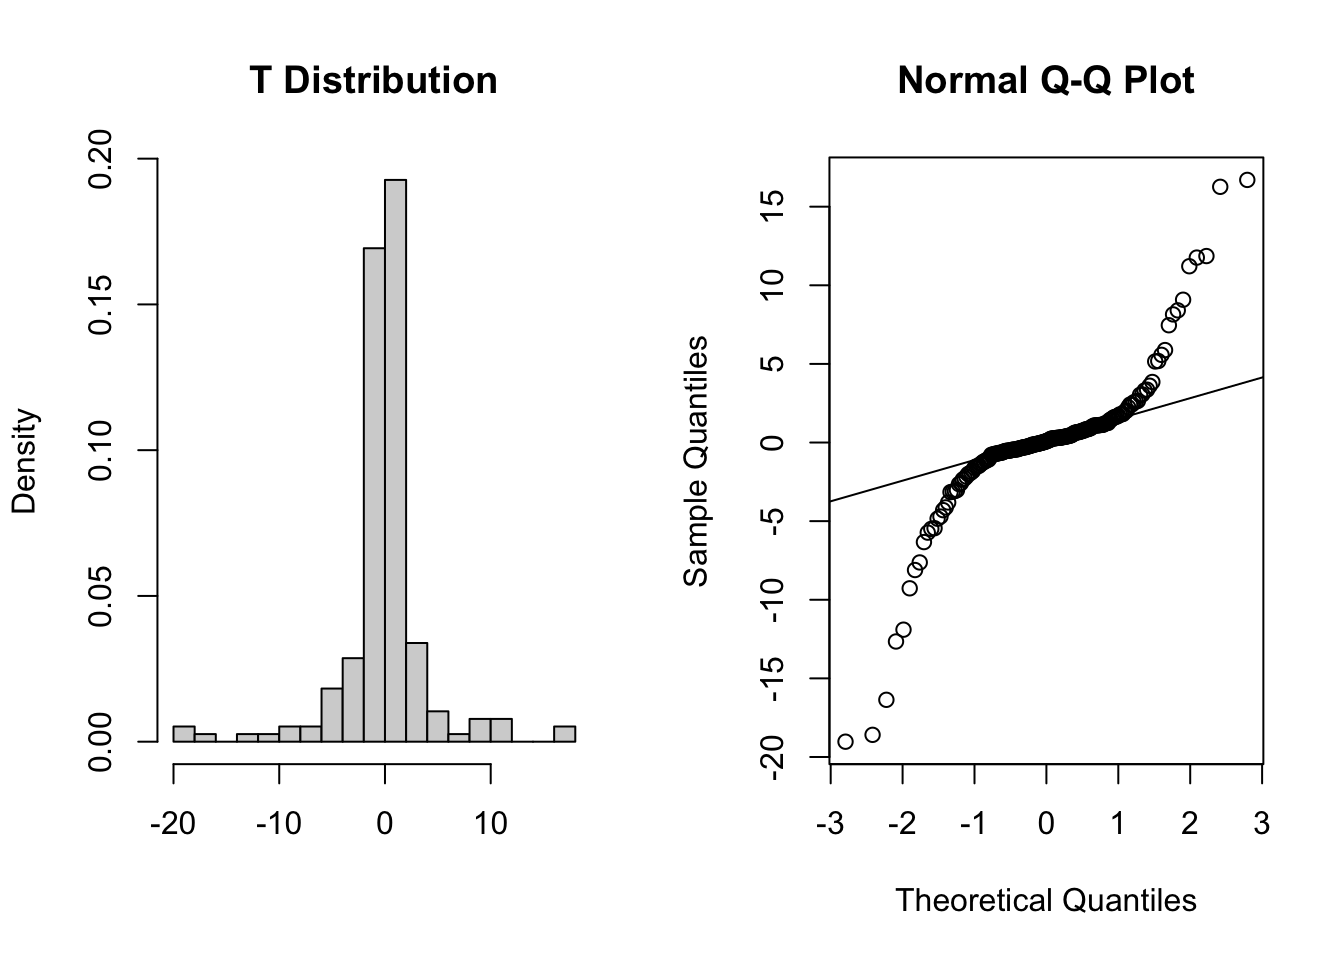 T Distribution
Density
0.00 0.05 0.10 0.15 0.20
-20 -10 0 10
Normal Q-Q Plot
Sample Quantiles
-20 -15 -10 -5 0 5 10 15
-3 -2 -1 0 1 2 3
Theoretical Quantiles